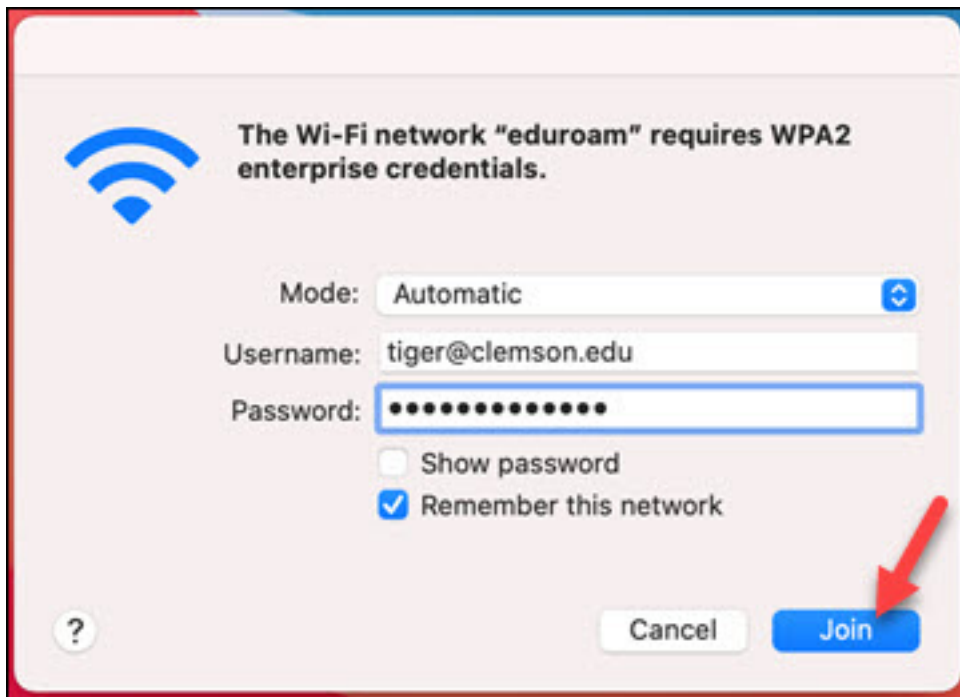 The Wi-Fi network “eduroam” requires WPA2
enterprise credentials.
Mode: Automatic
Username: tiger@clemson.edu
Password: •••••••••••••
Show password
Remember this network
? Cancel Join